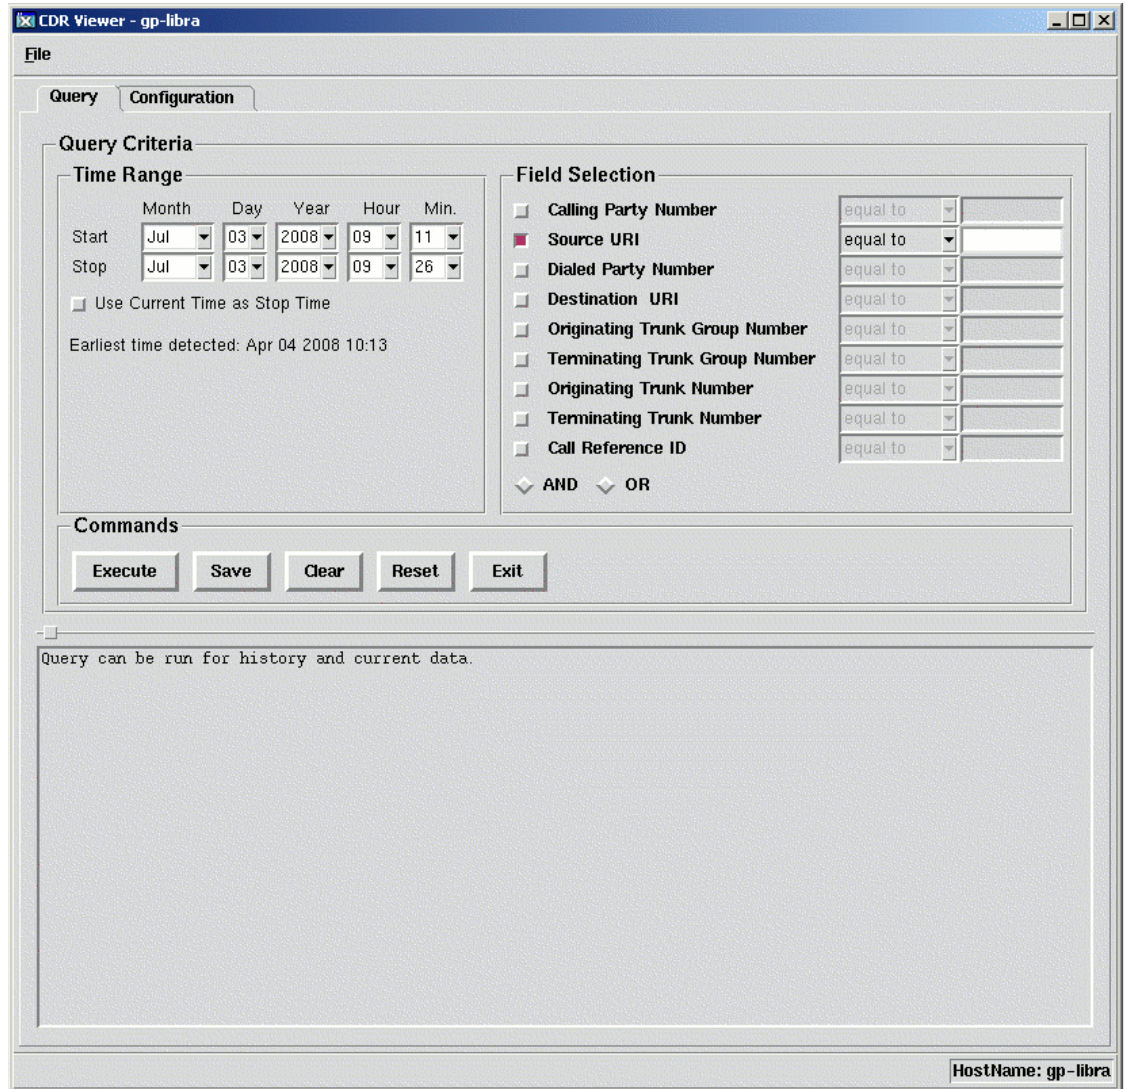 CDR Viewer - gp-libra
File
Query Configuration
Query Criteria
Time Range
Month Day Year Hour Min.
Start Jul 03 2008 09 11
Stop Jul 03 2008 09 26
Use Current Time as Stop Time
Earliest time detected: Apr 04 2008 10:13
Field Selection
Calling Party Number equal to
Source URI equal to
Dialed Party Number equal to
Destination URI equal to
Originating Trunk Group Number equal to
Terminating Trunk Group Number equal to
Originating Trunk Number equal to
Terminating Trunk Number equal to
Call Reference ID equal to
AND OR
Commands
Execute Save Clear Reset Exit
Query can be run for history and current data.
HostName: gp-libra